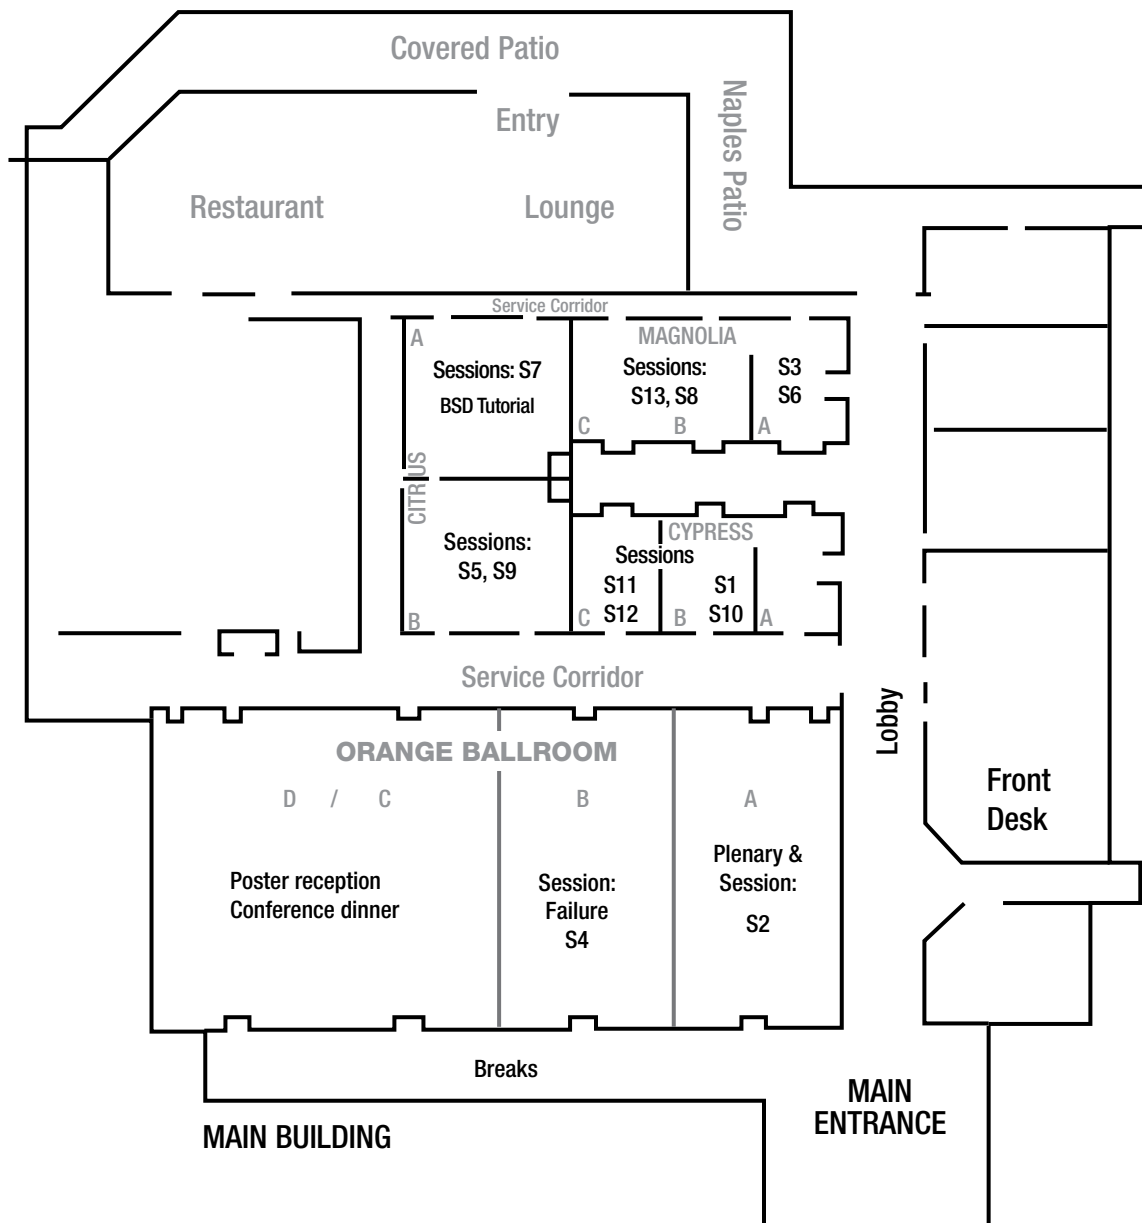 Covered Patio
Entry
Naples Patio
Restaurant
Lounge
Service Corridor
A
MAGNOLIA
Sessions: S7
BSD Tutorial
Sessions:
S13, S8
S3
S6
C
B
A
CITRUS
CYPRESS
Sessions:
S5, S9
Sessions
S11
S12
S1
S10
B
C
B
A
Service Corridor
Lobby
ORANGE BALLROOM
D / C
B
A
Front
Desk
Poster reception
Conference dinner
Session:
Failure
S4
Plenary &
Session:
S2
Breaks
MAIN
ENTRANCE
MAIN BUILDING